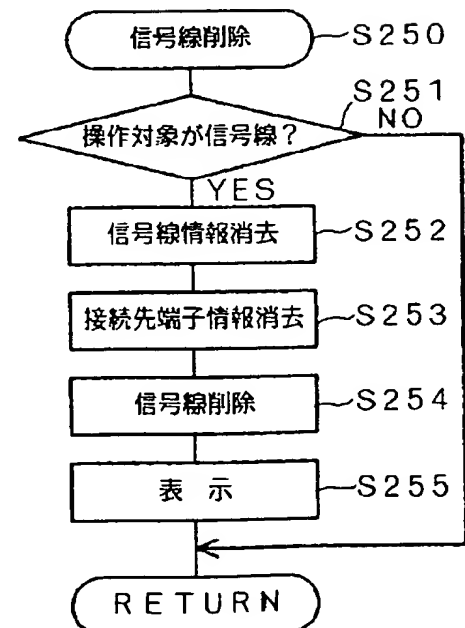 信号線削除 S250
S251
操作対象が信号線? NO
YES
信号線情報消去 S252
接続先端子情報消去 S253
信号線削除 S254
表 示 S255
RETURN